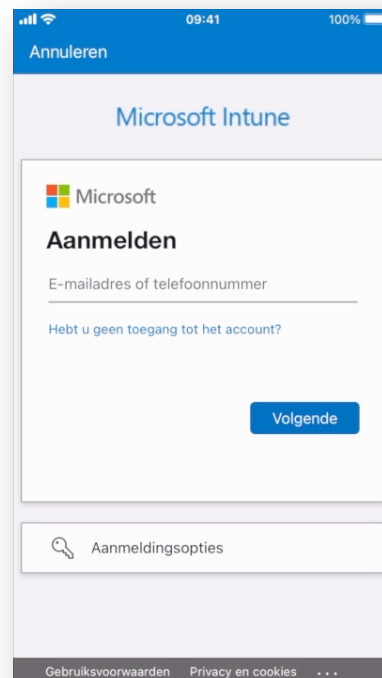 09:41
100%
Annuleren
Microsoft Intune
Microsoft
Aanmelden
E-mailadres of telefoonnummer
Hebt u geen toegang tot het account?
Volgende
Aanmeldingsopties
Gebruiksvoorwaarden Privacy en cookies ...